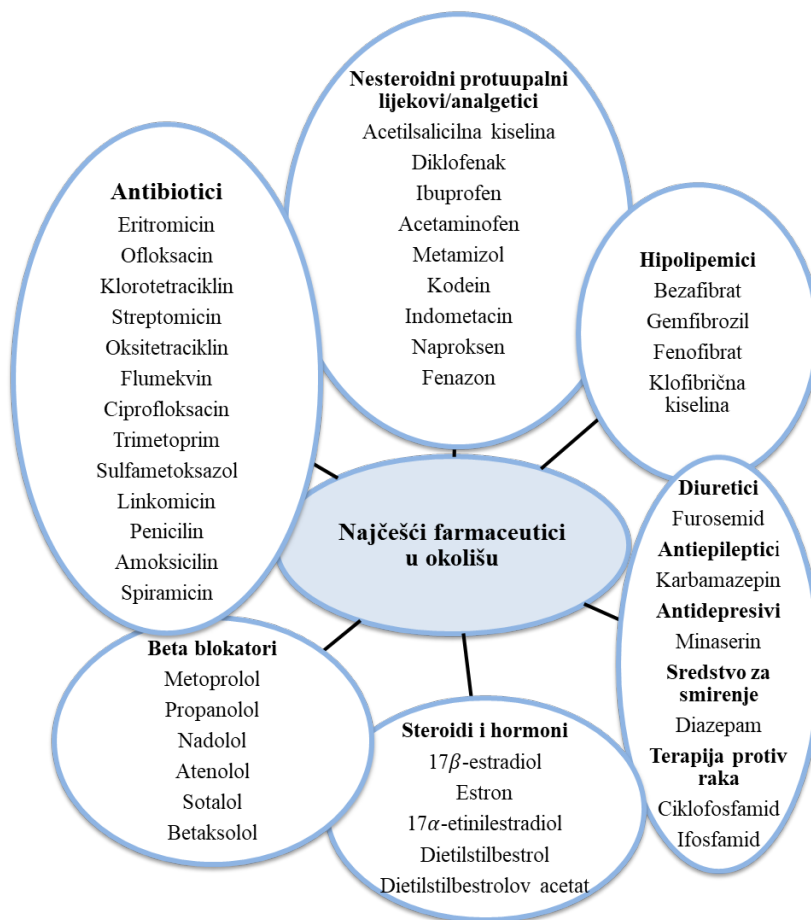 Nesteroidni protuupalni
lijekovi/analgetici
Acetilsalicilna kiselina
Diklofenak
Ibuprofen
Acetaminofen
Metamizol
Kodein
Indometacin
Naproksen
Fenazon
Antibiotici
Eritromicin
Ofloksacin
Klorotetraciklin
Streptomicin
Oksitetraciklin
Flumekvin
Ciprofloksacin
Trimetoprim
Sulfametoksazol
Linkomicin
Penicilin
Amoksicilin
Spiramicin
Hipolipemici
Bezafibrat
Gemfibrozil
Fenofibrat
Klofibrična
kiselina
Najčešći farmaceutici
u okolišu
Diuretici
Furosemid
Antiepileptici
Karbamazepin
Antidepresivi
Minaserin
Sredstvo za
smirenje
Diazepam
Terapija protiv
raka
Ciklofosfamid
Ifosfamid
Beta blokatori
Metoprolol
Propanolol
Nadolol
Atenolol
Sotalol
Betaksolol
Steroidi i hormoni
17β-estradiol
Estron
17α-etinilestradiol
Dietilstilbestrol
Dietilstilbestrolov acetat